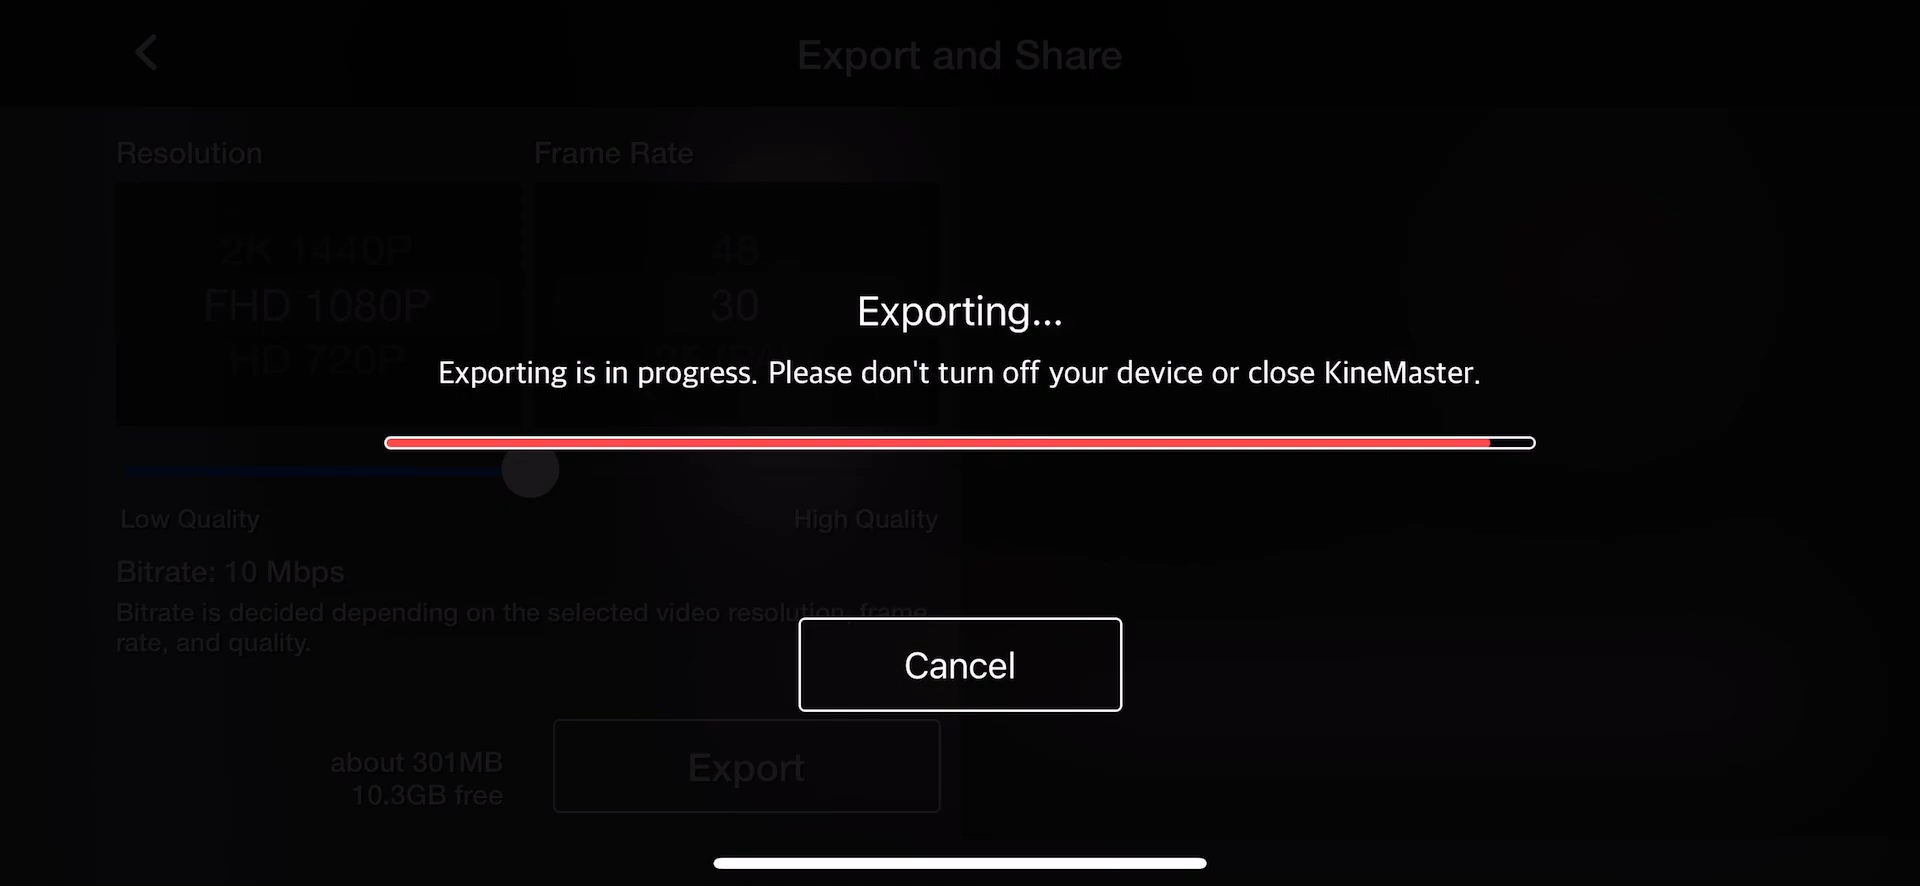 Export and Share
Resolution
Frame Rate
2K 1440P
48
FHD 1080P
30
HD 720P
Exporting...
Exporting is in progress. Please don't turn off your device or close KineMaster.
Low Quality
High Quality
Bitrate: 10 Mbps
Bitrate is decided depending on the selected video resolution, frame
rate, and quality.
Cancel
about 301MB
10.3GB free
Export